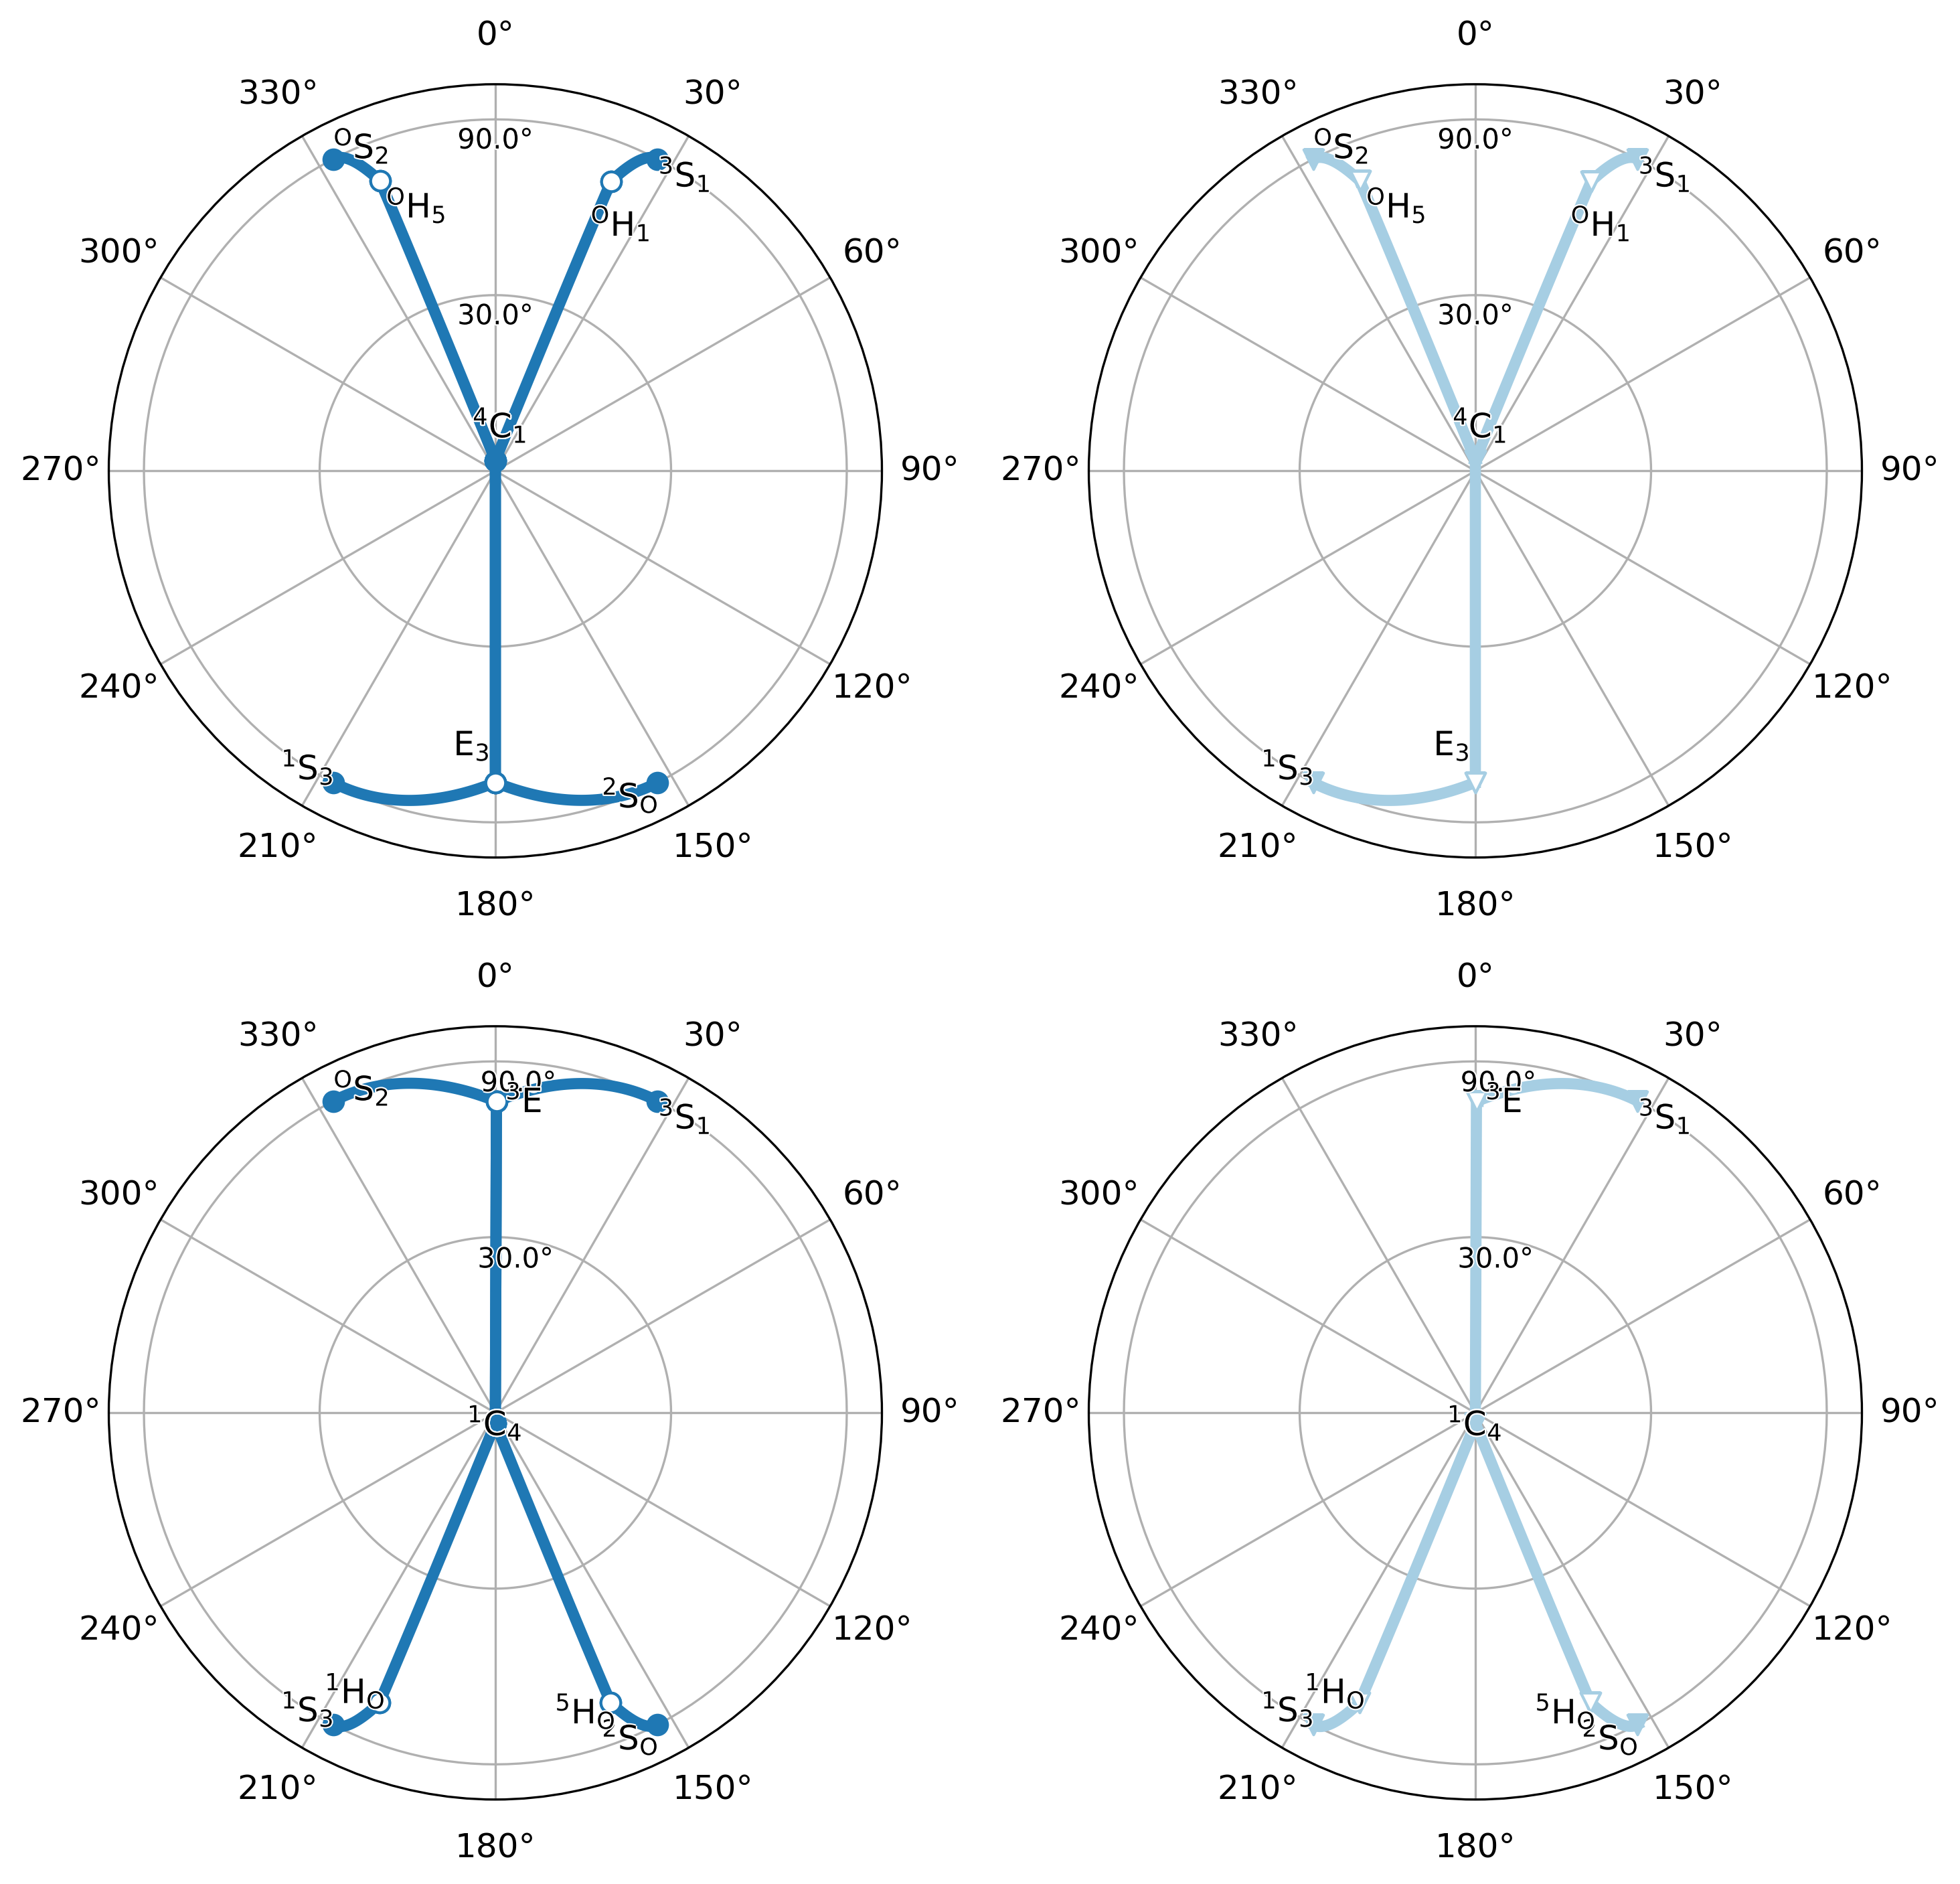 0° 0°
330° 30° 330° 30°
ᴼS₂ 90.0° ³S₁ ᴼS₂ 90.0° ³S₁
ᴼH₅ ᴼH₁ ᴼH₅ ᴼH₁
300° 60° 300° 60°
30.0° 30.0°
⁴C₁ ⁴C₁
270° 90° 270° 90°
240° 120° 240° 120°
E₃ E₃
¹S₃ ²Sₒ ¹S₃
210° 150° 210° 150°
180° 180°
0° 0°
330° 30° 330° 30°
ᴼS₂ 90.0° ³E ³S₁ 90.0° ³E ³S₁
300° 60° 300° 60°
30.0° 30.0°
270° ¹C₄ 90° 270° ¹C₄ 90°
240° 120° 240° 120°
¹S₃ ¹Hₒ ⁵Hₒ ²Sₒ ¹S₃ ¹Hₒ ⁵Hₒ ²Sₒ
210° 150° 210° 150°
180° 180°